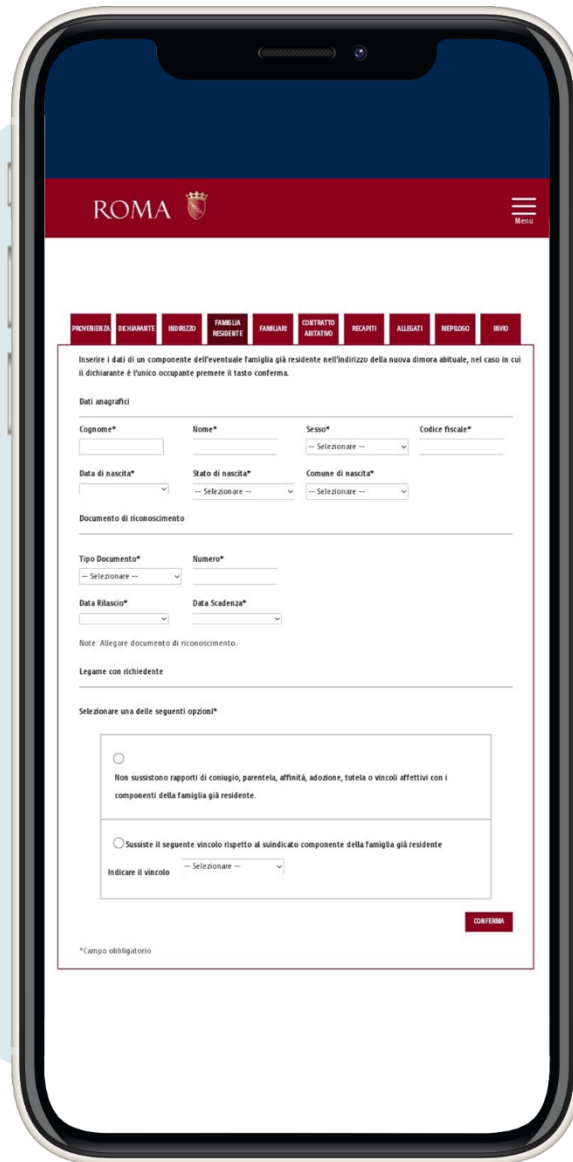 ROMA
Menu
PROVENIENZA DICHIARANTE INDIRIZZO FAMIGLIA RESIDENTE FAMILIARI CONTRATTO ABITATIVO RECAPITI ALLEGATI RIEPILOGO INVIO
Inserire i dati di un componente dell'eventuale famiglia già residente nell'indirizzo della nuova dimora abituale, nel caso in cui
il dichiarante è l'unico occupante premere il tasto conferma.
Dati anagrafici
Cognome* Nome* Sesso* Codice fiscale*
-- Selezionare --
Data di nascita* Stato di nascita* Comune di nascita*
-- Selezionare -- -- Selezionare --
Documento di riconoscimento
Tipo Documento* Numero*
-- Selezionare --
Data Rilascio* Data Scadenza*
Note: Allegare documento di riconoscimento.
Legame con richiedente
Selezionare una delle seguenti opzioni*
Non sussistono rapporti di coniugio, parentela, affinità, adozione, tutela o vincoli affettivi con i
componenti della famiglia già residente.
Sussiste il seguente vincolo rispetto al suindicato componente della famiglia già residente
Indicare il vincolo -- Selezionare --
CONFERMA
*Campo obbligatorio